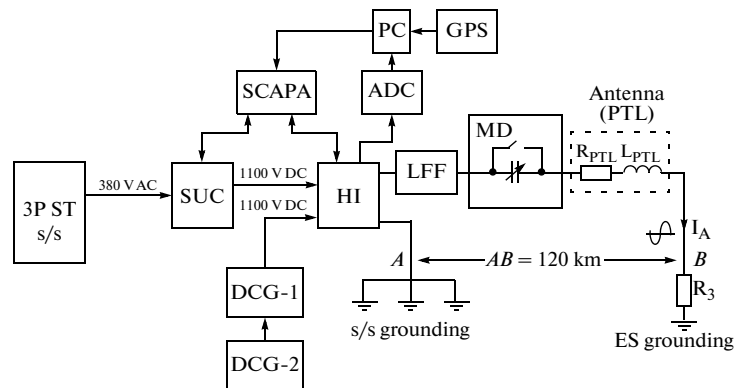 PC
GPS
SCAPA
ADC
Antenna
(PTL)
MD
R_PTL L_PTL
3P ST
s/s
380 V AC
SUC
1100 V DC
1100 V DC
HI
LFF
I_A
A
AB = 120 km
B
DCG-1
R_3
s/s grounding
ES grounding
DCG-2